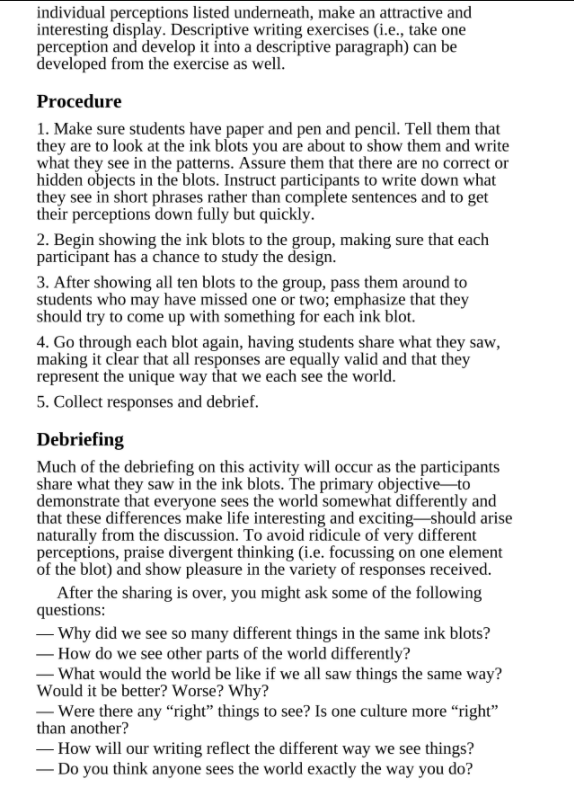 individual perceptions listed underneath, make an attractive and
interesting display. Descriptive writing exercises (i.e., take one
perception and develop it into a descriptive paragraph) can be
developed from the exercise as well.
Procedure
1. Make sure students have paper and pen and pencil. Tell them that
they are to look at the ink blots you are about to show them and write
what they see in the patterns. Assure them that there are no correct or
hidden objects in the blots. Instruct participants to write down what
they see in short phrases rather than complete sentences and to get
their perceptions down fully but quickly.
2. Begin showing the ink blots to the group, making sure that each
participant has a chance to study the design.
3. After showing all ten blots to the group, pass them around to
students who may have missed one or two; emphasize that they
should try to come up with something for each ink blot.
4. Go through each blot again, having students share what they saw,
making it clear that all responses are equally valid and that they
represent the unique way that we each see the world.
5. Collect responses and debrief.
Debriefing
Much of the debriefing on this activity will occur as the participants
share what they saw in the ink blots. The primary objective—to
demonstrate that everyone sees the world somewhat differently and
that these differences make life interesting and exciting—should arise
naturally from the discussion. To avoid ridicule of very different
perceptions, praise divergent thinking (i.e. focussing on one element
of the blot) and show pleasure in the variety of responses received.
After the sharing is over, you might ask some of the following
questions:
— Why did we see so many different things in the same ink blots?
— How do we see other parts of the world differently?
— What would the world be like if we all saw things the same way?
Would it be better? Worse? Why?
— Were there any “right” things to see? Is one culture more “right”
than another?
— How will our writing reflect the different way we see things?
— Do you think anyone sees the world exactly the way you do?